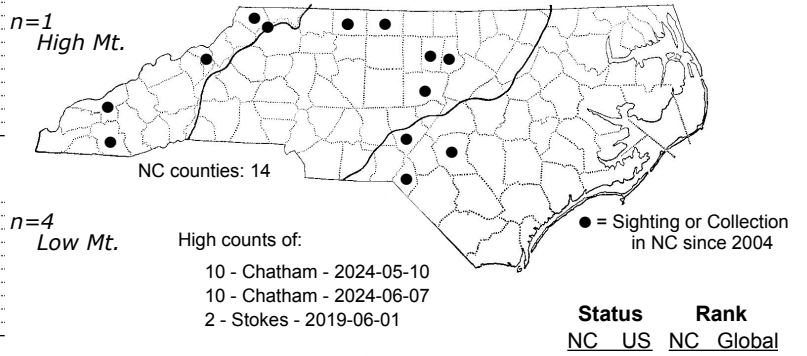 n=1
High Mt.
NC counties: 14
n=4
Low Mt.
High counts of:
10 - Chatham - 2024-05-10
10 - Chatham - 2024-06-07
2 - Stokes - 2019-06-01
● = Sighting or Collection
in NC since 2004
Status Rank
NC US NC Global